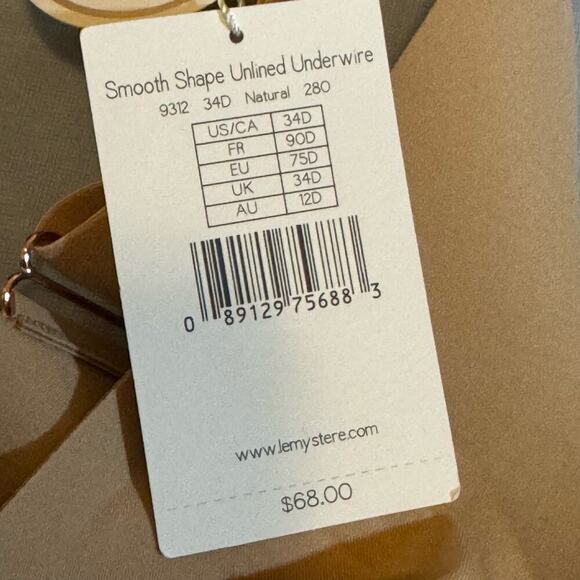 Smooth Shape Unlined Underwire
9312 34D Natural 280
US/CA 34D
FR 90D
EU 75D
UK 34D
AU 12D
0 89129 75688 3
www.lemystere.com
$68.00